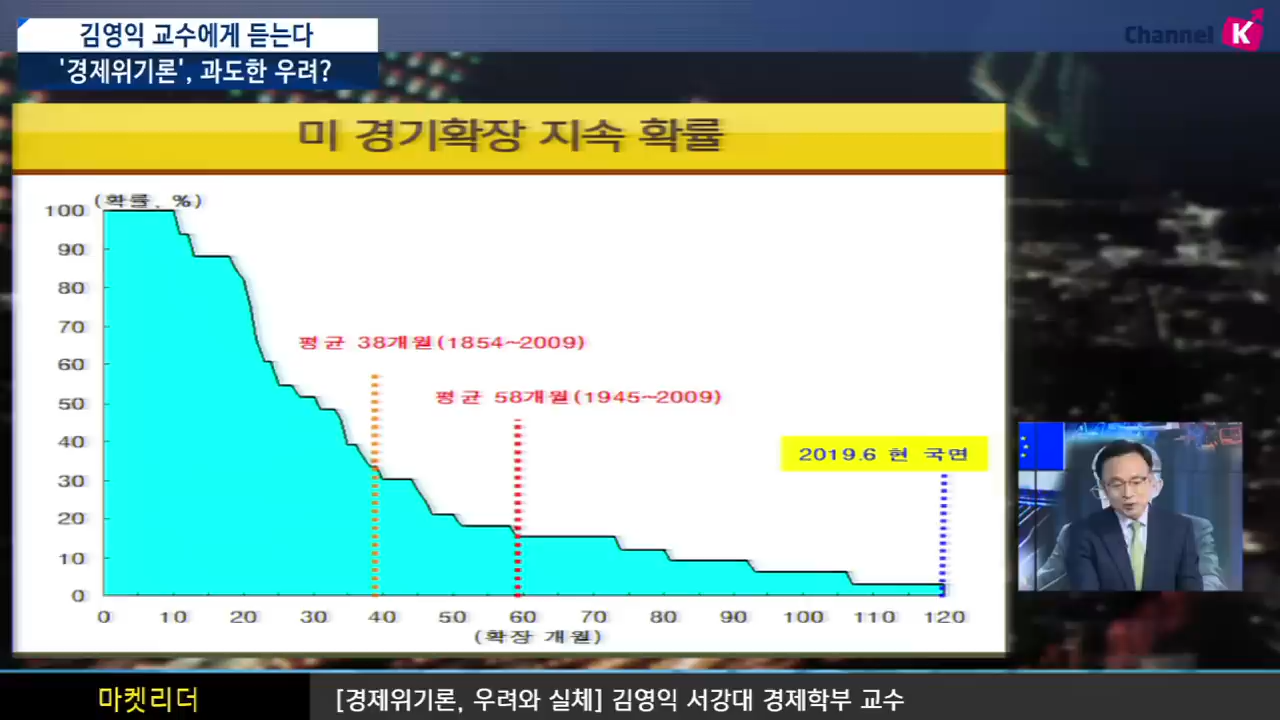 김영익 교수에게 듣는다
'경제위기론', 과도한 우려?
Channel K
미 경기확장 지속 확률
(확률, %)
100
90
80
70
60
50
40
30
20
10
0
평균 38개월(1854~2009)
평균 58개월(1945~2009)
2019.6 현 국면
0 10 20 30 40 50 60 70 80 90 100 110 120
(확장 개월)
마켓리더
[경제위기론, 우려와 실체] 김영익 서강대 경제학부 교수